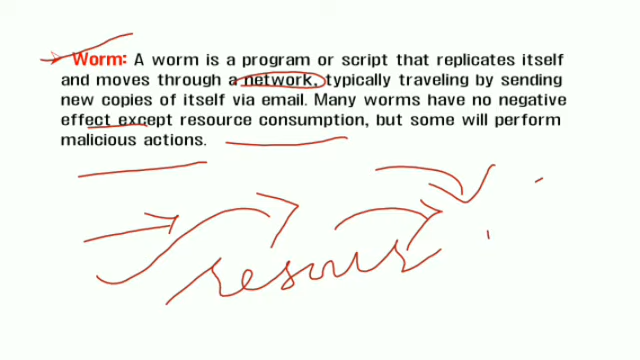 Worm: A worm is a program or script that replicates itself
and moves through a network, typically traveling by sending
new copies of itself via email. Many worms have no negative
effect except resource consumption, but some will perform
malicious actions.
resour